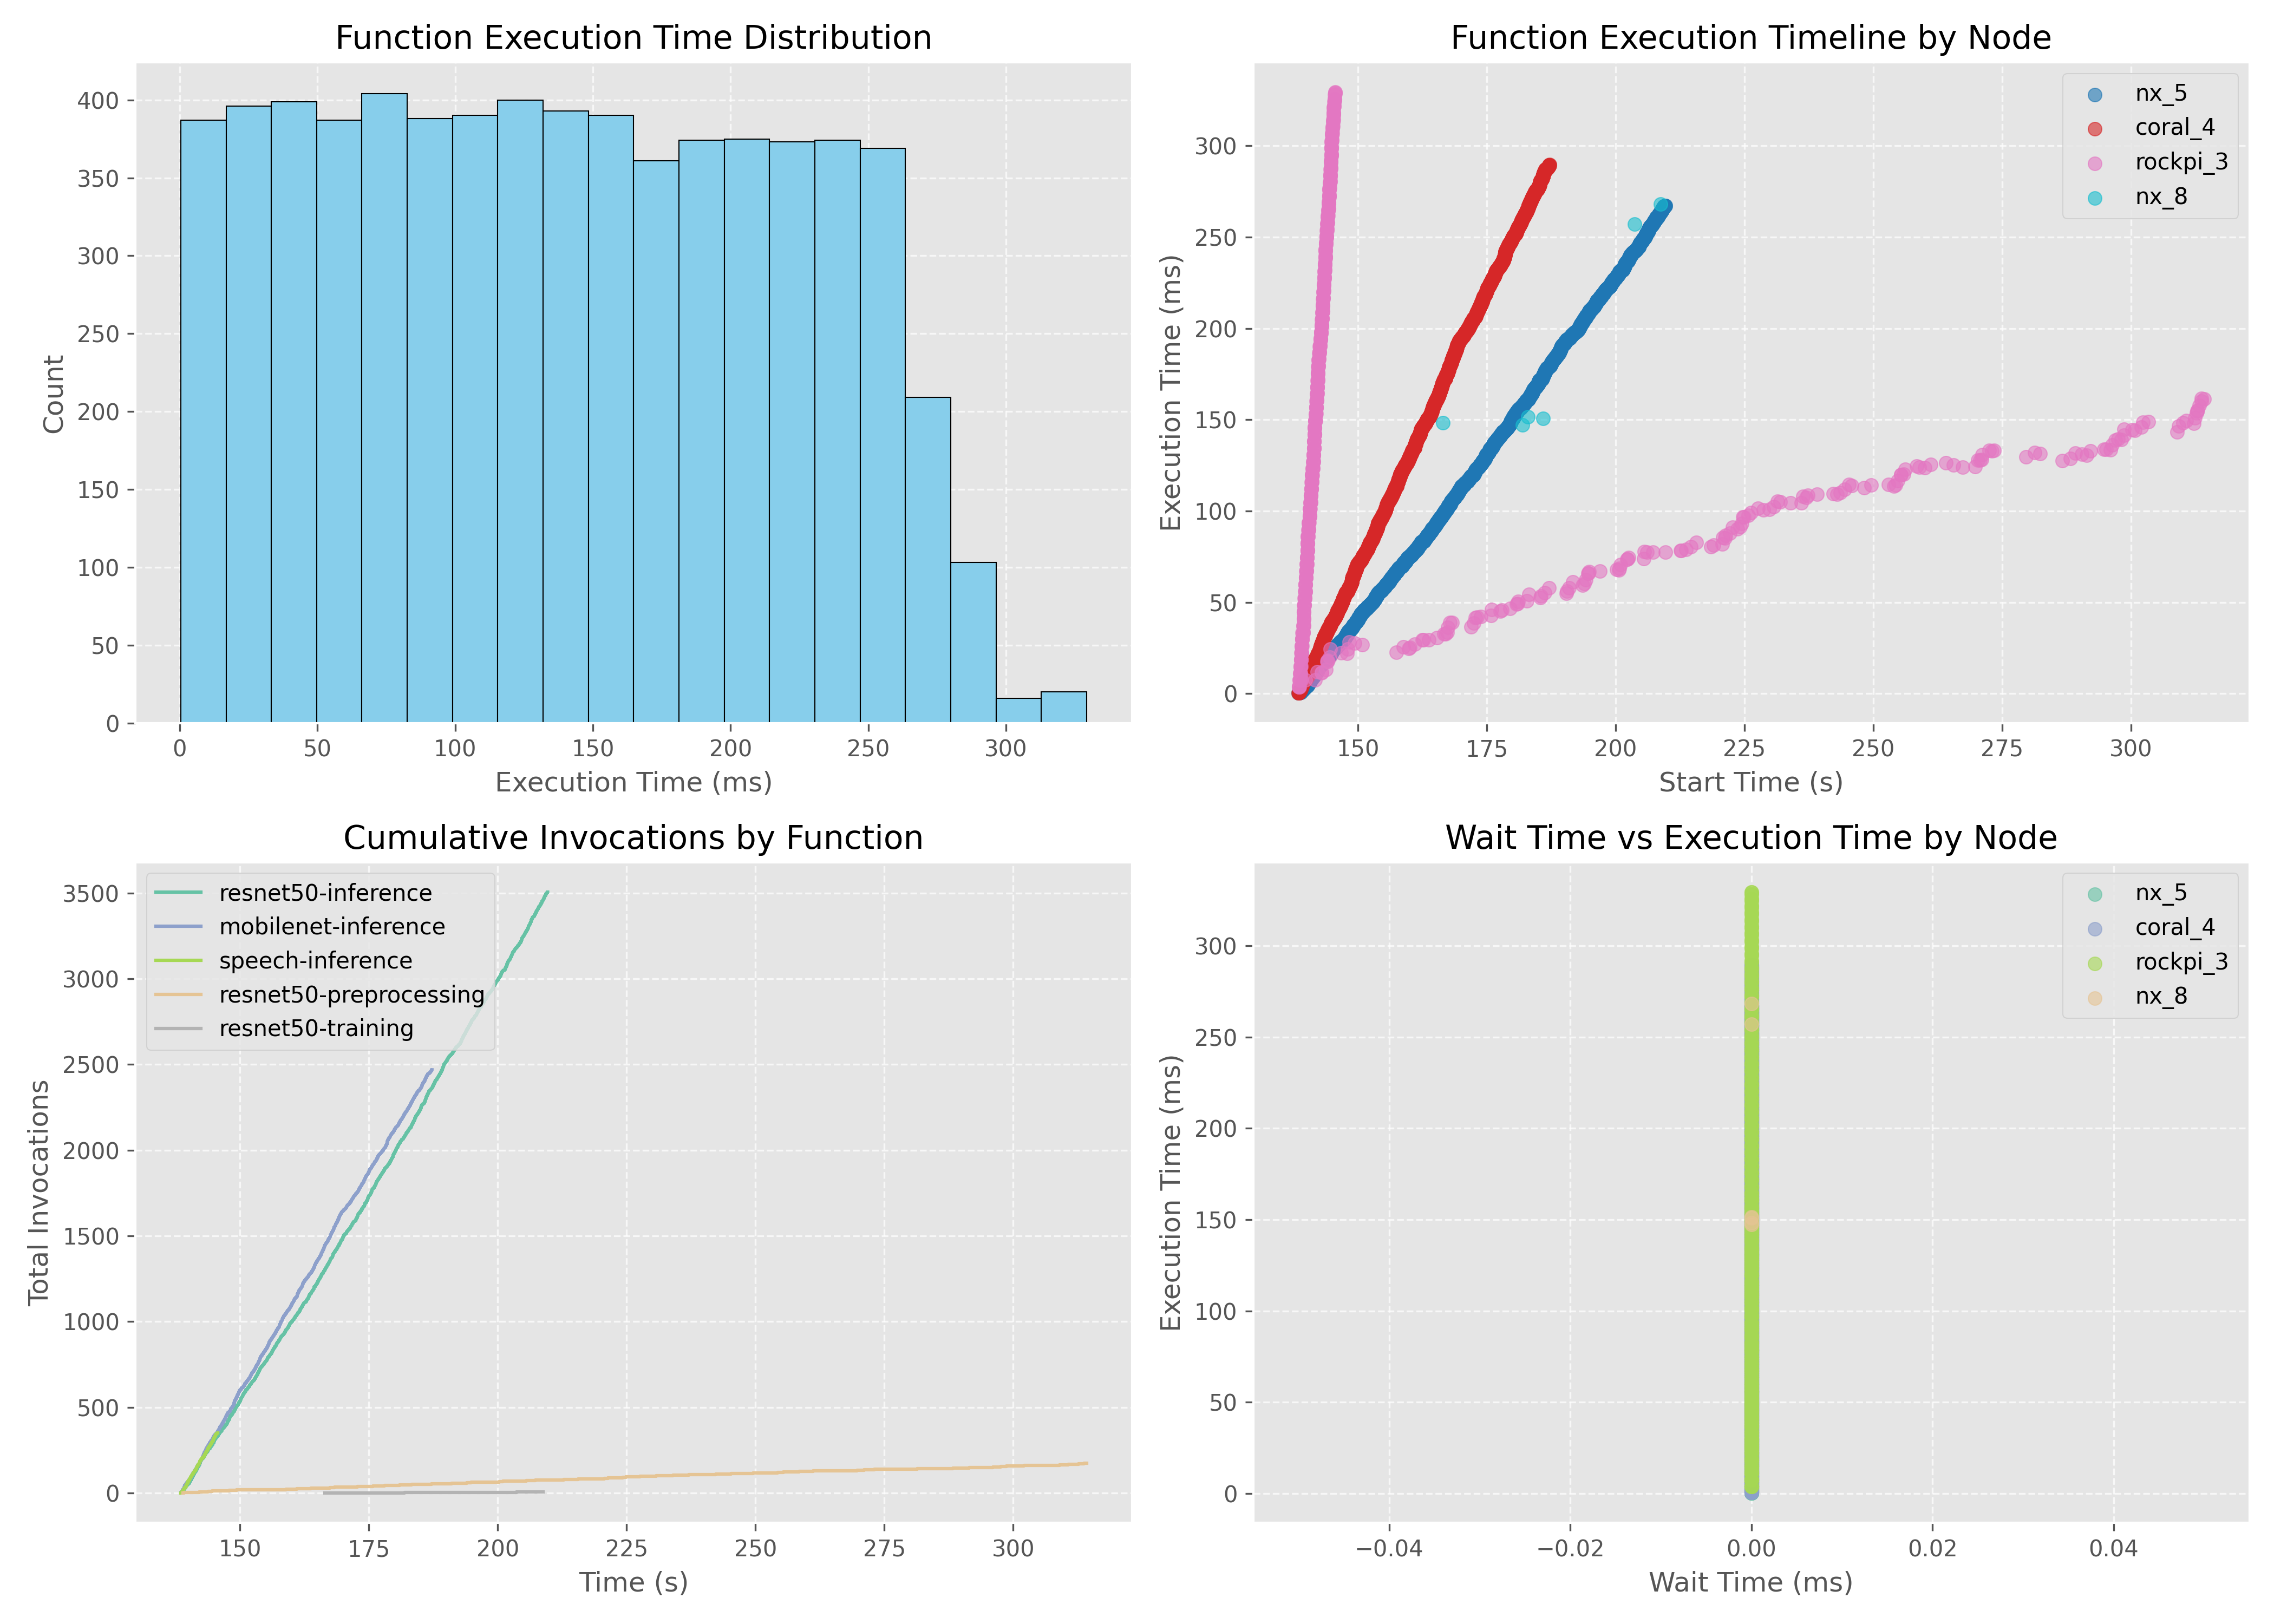 Function Execution Time Distribution
Count
400
350
300
250
200
150
100
50
0
0 50 100 150 200 250 300
Execution Time (ms)
Function Execution Timeline by Node
Execution Time (ms)
300
250
200
150
100
50
0
nx_5
coral_4
rockpi_3
nx_8
150 175 200 225 250 275 300
Start Time (s)
Cumulative Invocations by Function
Total Invocations
3500
3000
2500
2000
1500
1000
500
0
resnet50-inference
mobilenet-inference
speech-inference
resnet50-preprocessing
resnet50-training
150 175 200 225 250 275 300
Time (s)
Wait Time vs Execution Time by Node
Execution Time (ms)
300
250
200
150
100
50
0
nx_5
coral_4
rockpi_3
nx_8
−0.04 −0.02 0.00 0.02 0.04
Wait Time (ms)